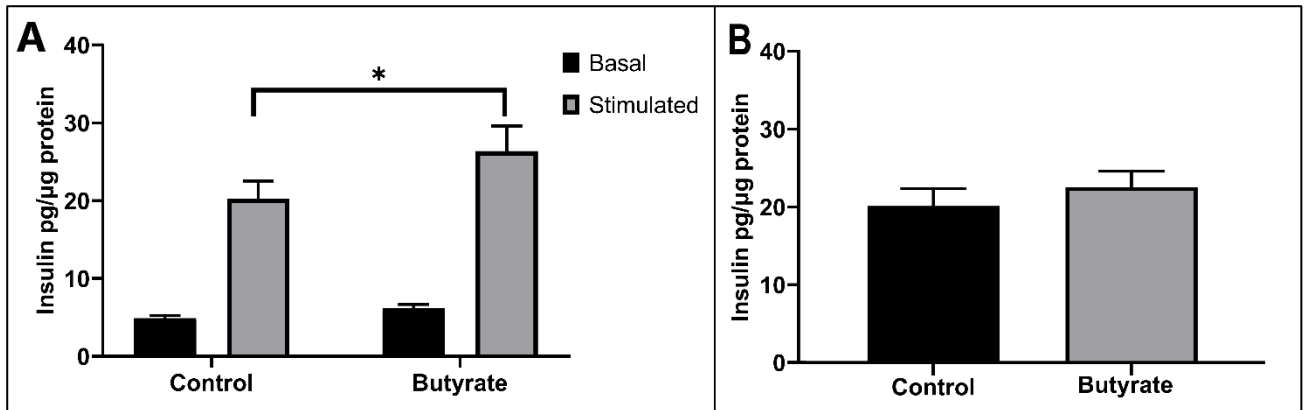 A
Insulin pg/µg protein
40
30
20
10
0
*
Basal
Stimulated
Control
Butyrate
B
Insulin pg/µg protein
40
30
20
10
0
Control
Butyrate